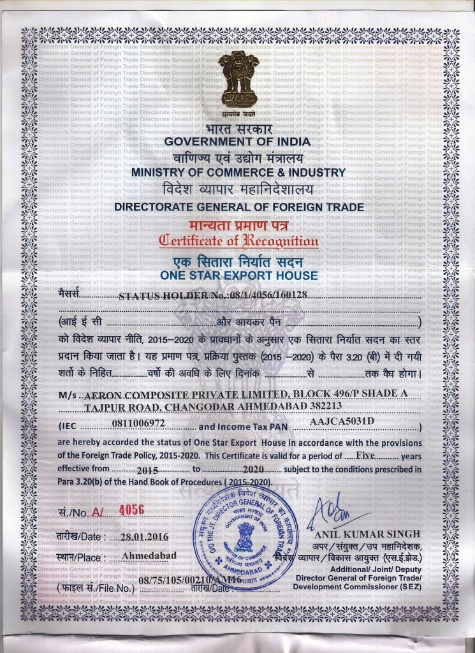 सत्यमेव जयते
भारत सरकार
GOVERNMENT OF INDIA
वाणिज्य एवं उद्योग मंत्रालय
MINISTRY OF COMMERCE & INDUSTRY
विदेश व्यापार महानिदेशालय
DIRECTORATE GENERAL OF FOREIGN TRADE
मान्यता प्रमाण पत्र
Certificate of Recognition
एक सितारा निर्यात सदन
ONE STAR EXPORT HOUSE
मैसर्स STATUS HOLDER No.:08/1/4056/160128
(आई ई सी और आयकर पैन )
को विदेश व्यापार नीति, 2015–2020 के प्रावधानों के अनुसार एक सितारा निर्यात सदन का स्तर
प्रदान किया जाता है। यह प्रमाण पत्र, प्रक्रिया पुस्तक (2015 –2020) के पैरा 3.20 (बी) में दी गयी
शर्तो के निहित वर्षो की अवधि के लिए दिनांक से तक वैध होगा।
M/s AERON COMPOSITE PRIVATE LIMITED, BLOCK 496/P SHADE A
TAJPUR ROAD, CHANGODAR AHMEDABAD 382213
(IEC 0811006972 and Income Tax PAN AAJCA5031D )
are hereby accorded the status of One Star Export House in accordance with the provisions
of the Foreign Trade Policy, 2015-2020. This Certificate is valid for a period of Five years
effective from 2015 to 2020 subject to the conditions prescribed in
Para 3.20(b) of the Hand Book of Procedures ( 2015-2020).
सं./No. A/ 4056
तारीख/Date : 28.01.2016
स्थान/Place : Ahmedabad
(फाइल सं./File No.) 08/75/105/00210/AM16 तारीख/Date
AHMEDABAD
ANIL KUMAR SINGH
अपर / संयुक्त / उप महानिदेशक,
विदेश व्यापार / विकास आयुक्त (एस.ई.झेड.)
Additional/ Joint/ Deputy
Director General of Foreign Trade/
Development Commissioner (SEZ)